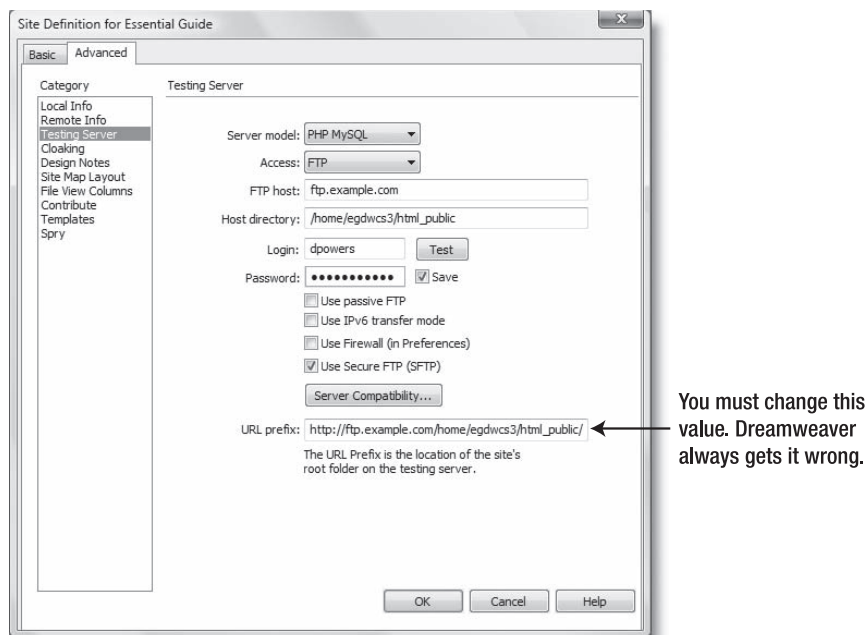 Site Definition for Essential Guide
x
Basic
Advanced
Category
Local Info
Remote Info
Testing Server
Cloaking
Design Notes
Site Map Layout
File View Columns
Contribute
Templates
Spry
Testing Server
Server model: PHP MySQL
Access: FTP
FTP host: ftp.example.com
Host directory: /home/egdwcs3/html_public
Login: dpowers Test
Password: ●●●●●●●●●●● Save
Use passive FTP
Use IPv6 transfer mode
Use Firewall (in Preferences)
Use Secure FTP (SFTP)
Server Compatibility...
URL prefix: http://ftp.example.com/home/egdwcs3/html_public/
The URL Prefix is the location of the site's
root folder on the testing server.
You must change this
value. Dreamweaver
always gets it wrong.
OK Cancel Help